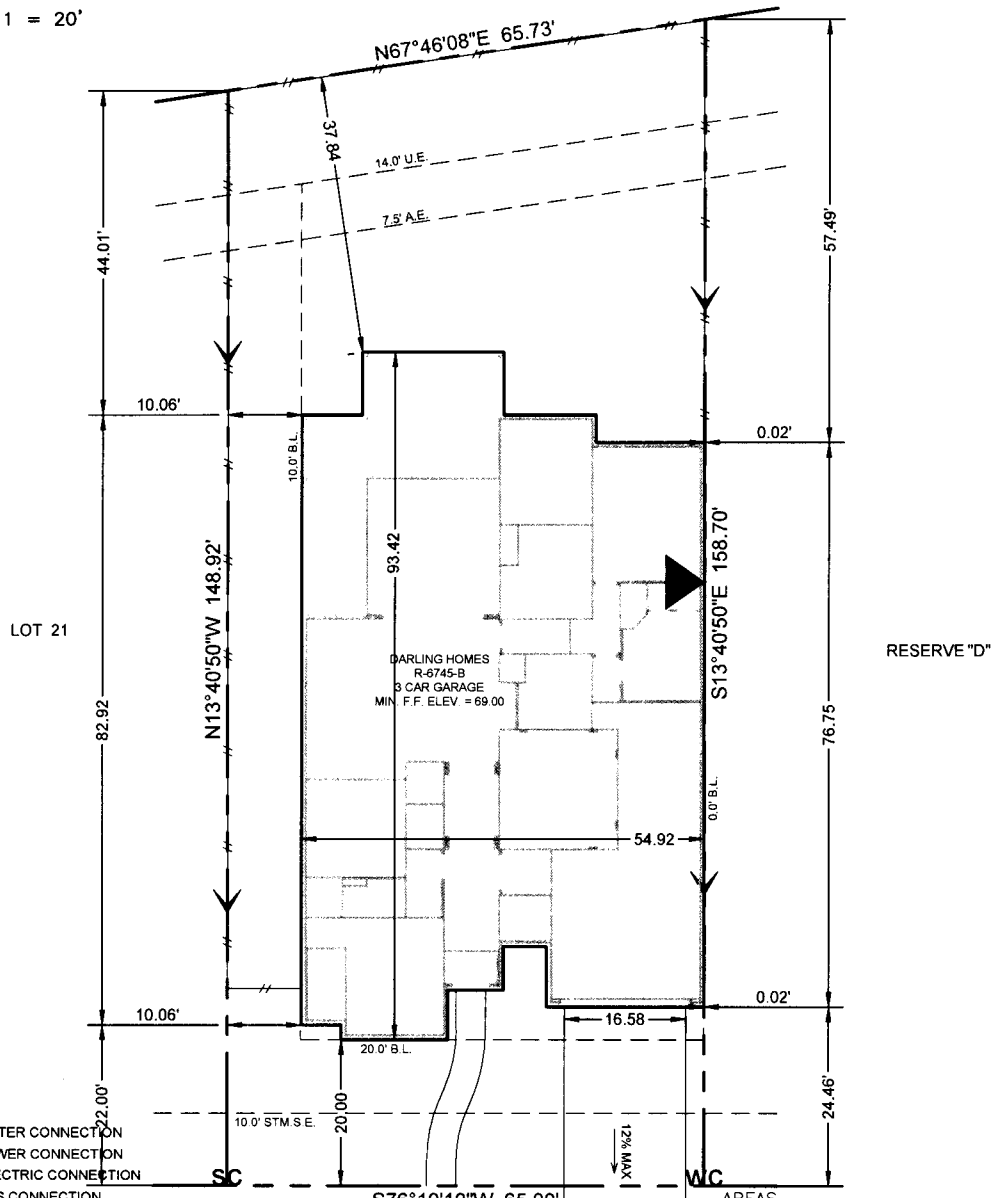 1 = 20'
N67°46'08"E 65.73'
37.84
14.0' U.E.
7.5' A.E.
44.01'
57.49'
10.06'
0.02'
10.0' B.L.
93.42
N13°40'50"W 148.92'
S13°40'50"E 158.70'
LOT 21
RESERVE "D"
DARLING HOMES
R-6745-B
3 CAR GARAGE
MIN. F.F. ELEV. = 69.00
82.92
76.75
0.0' B.L.
54.92
10.06'
0.02'
16.58
20.0' B.L.
22.00'
20.00
24.46'
10.0' STM.S.E.
12% MAX
TER CONNECTION
WER CONNECTION
ECTRIC CONNECTION
S CONNECTION
SC
WC
AREAS